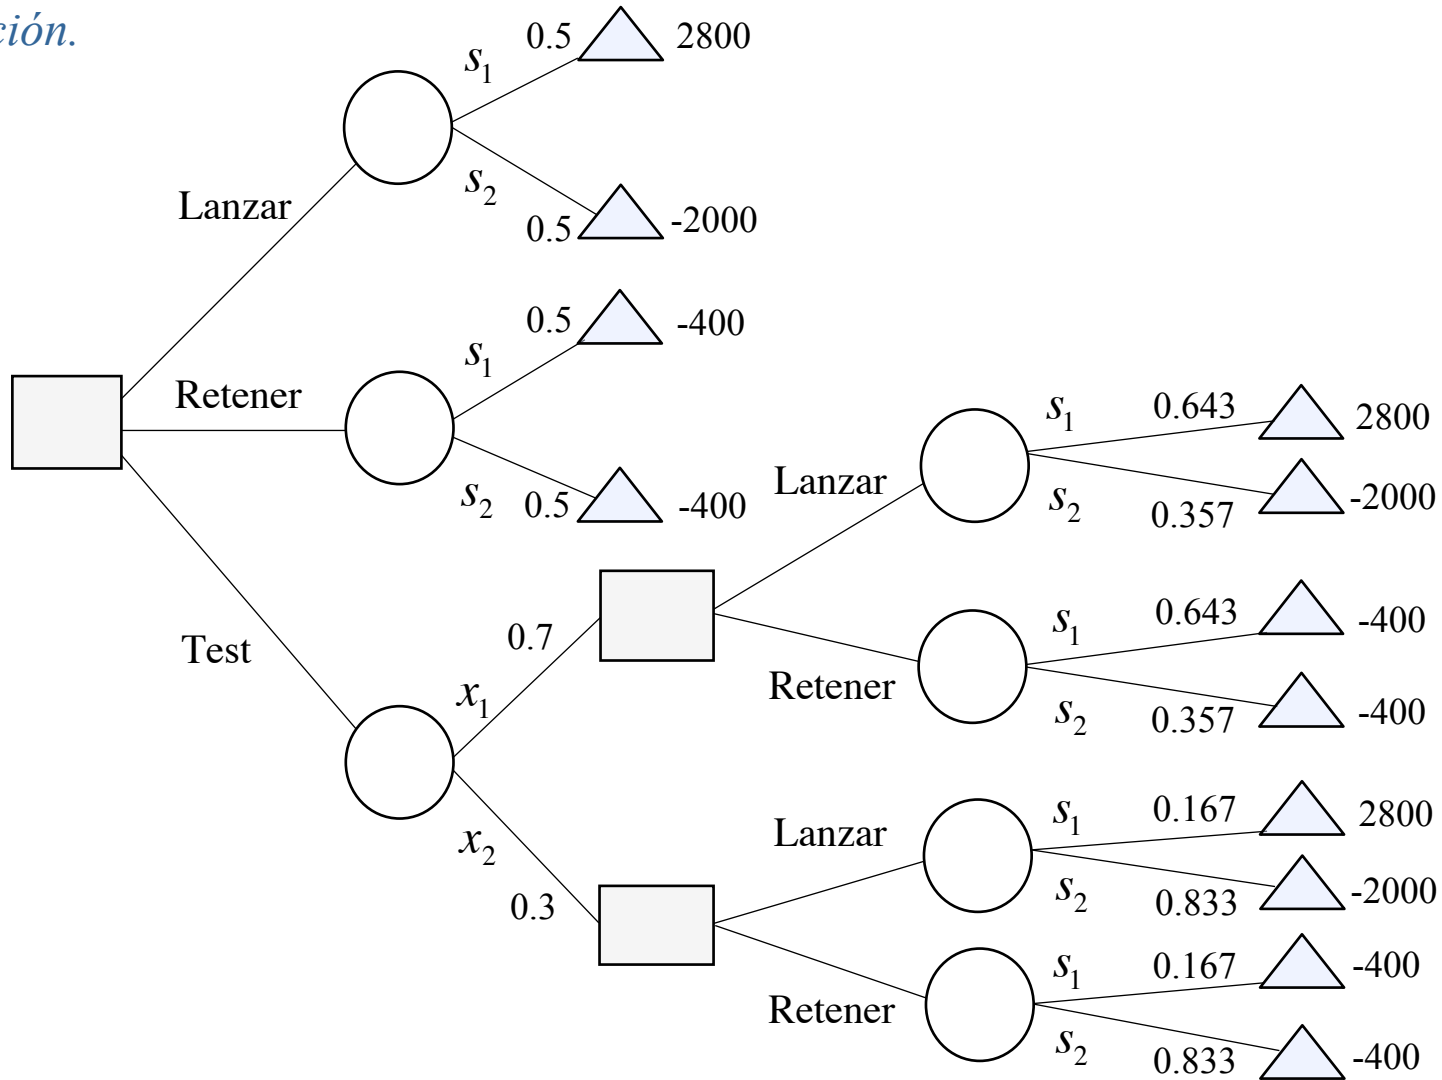 ción.
0.5 2800
s1
Lanzar
s2
0.5 -2000
0.5 -400
s1
Retener
s2 0.5 -400
Test
x1
0.7
x2
0.3
Lanzar
s1 0.643 2800
s2 0.357 -2000
Retener
s1 0.643 -400
s2 0.357 -400
Lanzar
s1 0.167 2800
s2 0.833 -2000
Retener
s1 0.167 -400
s2 0.833 -400